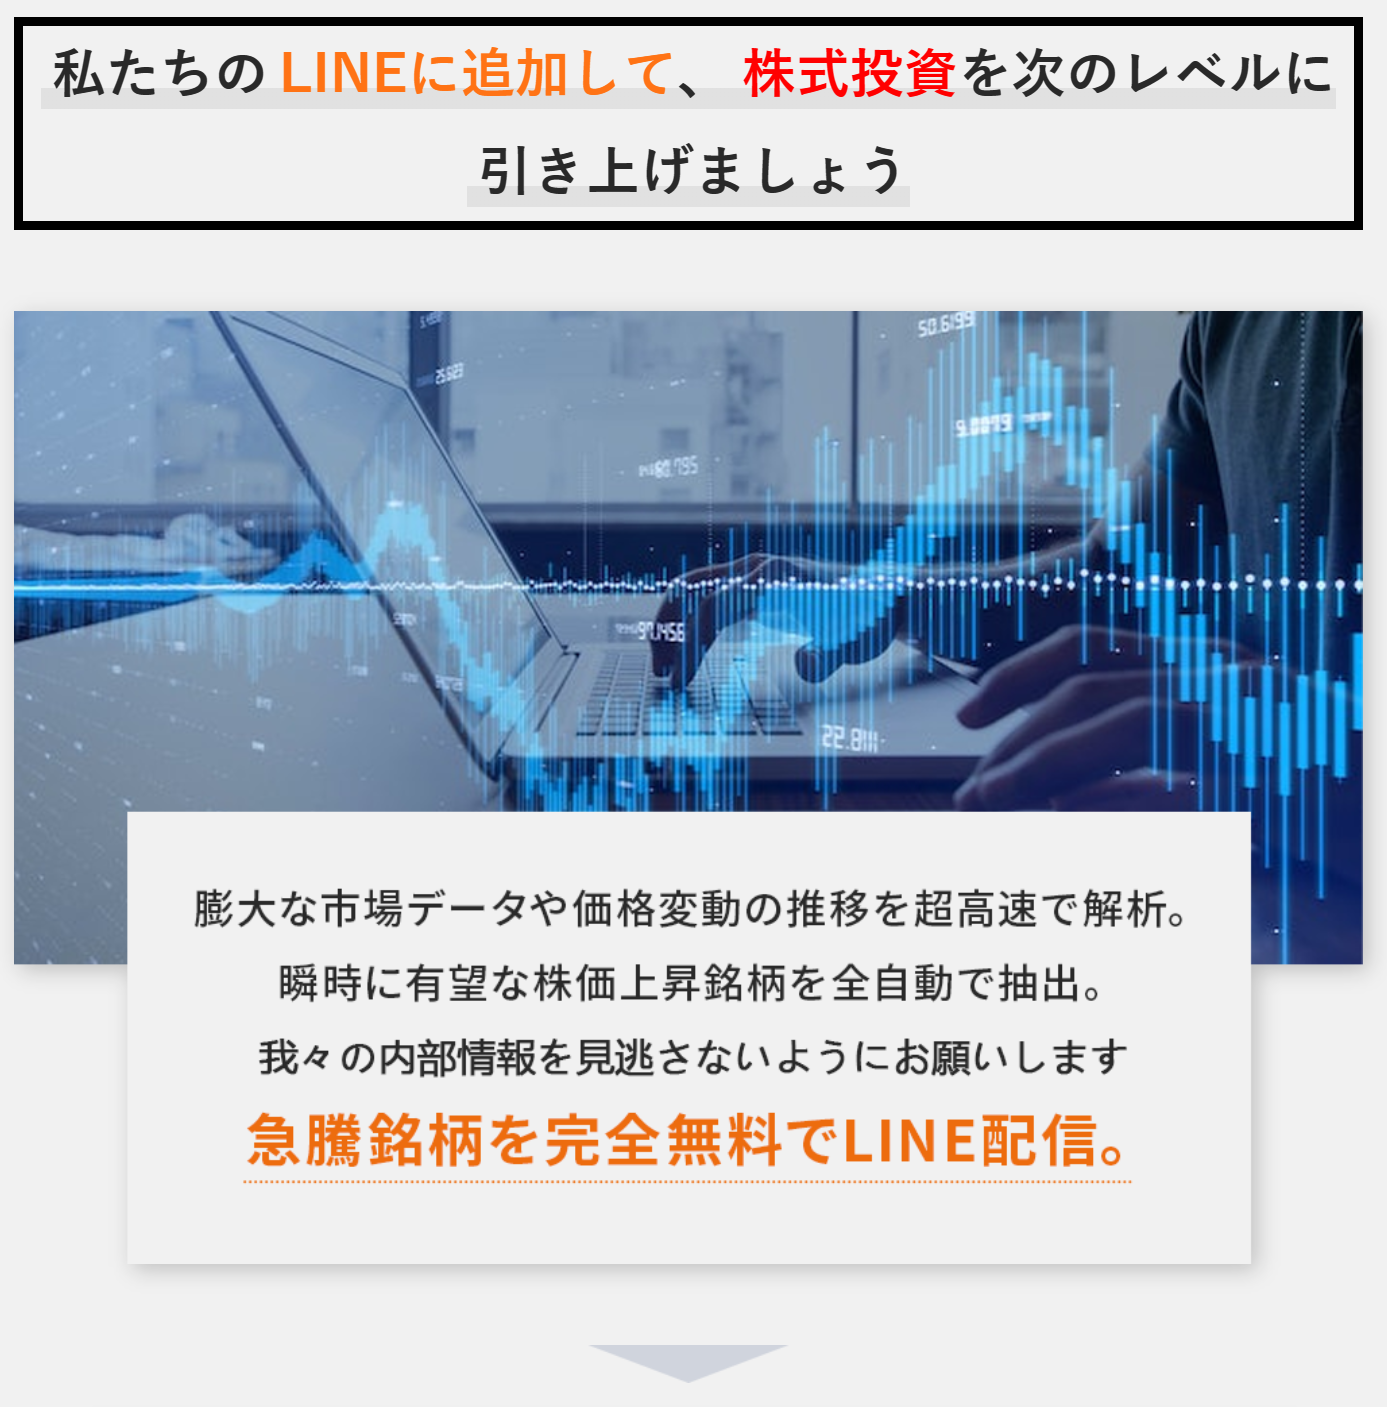 私たちの LINEに追加して、 株式投資を次のレベルに
引き上げましょう
50.6199
25623
9.0079
80.795
97.1456
22.8111
膨大な市場データや価格変動の推移を超高速で解析。
瞬時に有望な株価上昇銘柄を全自動で抽出。
我々の内部情報を見逃さないようにお願いします
急騰銘柄を完全無料でLINE配信。